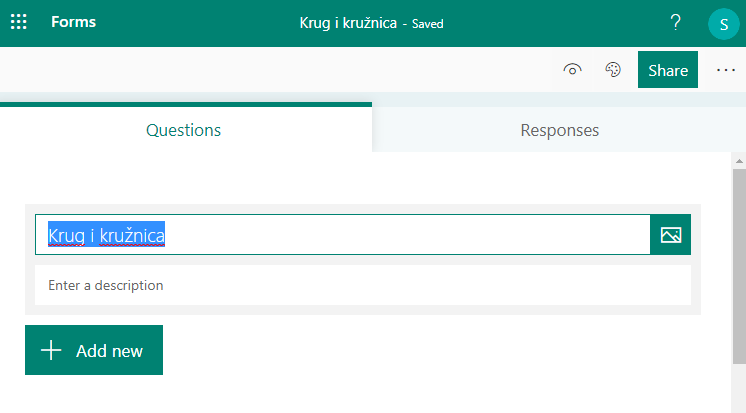 Forms
Krug i kružnica - Saved
?
S
Share
...
Questions
Responses
Krug i kružnica
Enter a description
+ Add new